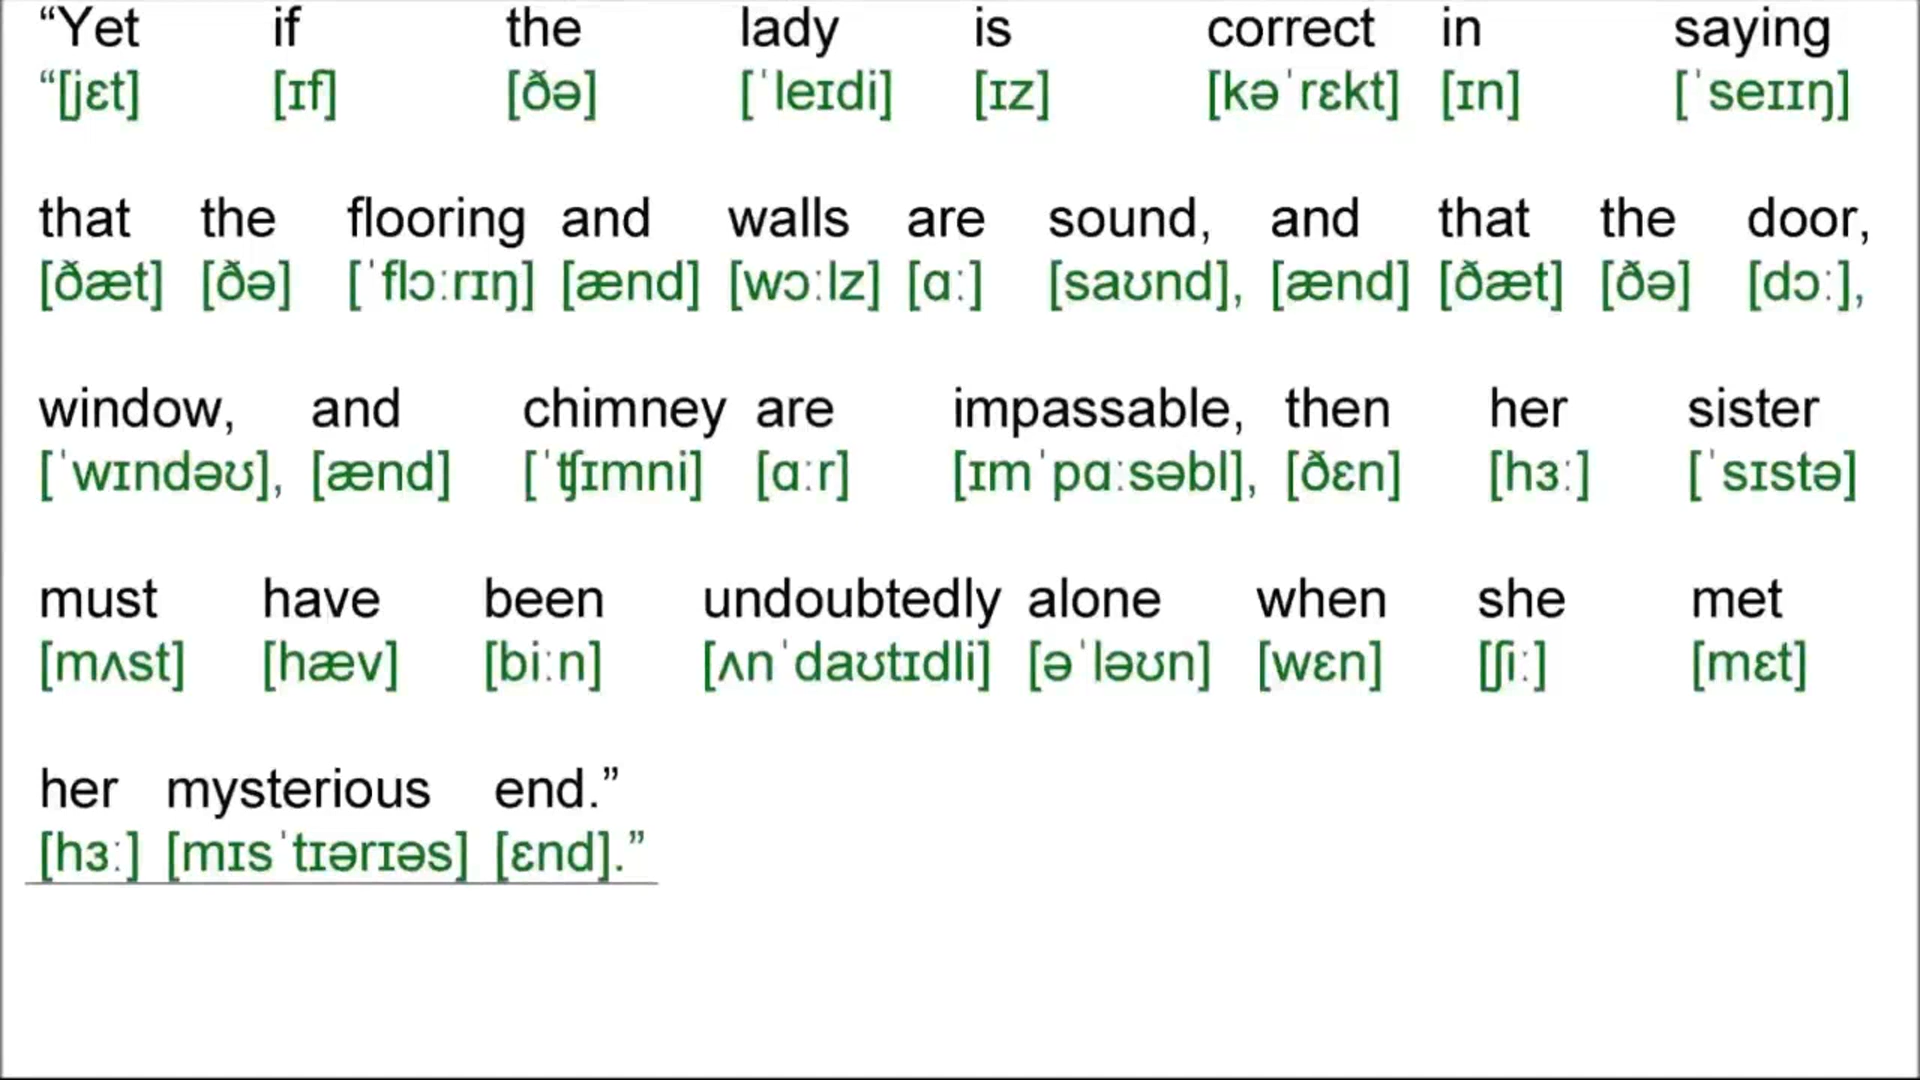 “Yet if the lady is correct in saying
“[jɛt] [ɪf] [ðə] [ˈleɪdi] [ɪz] [kəˈrɛkt] [ɪn] [ˈseɪɪŋ]
that the flooring and walls are sound, and that the door,
[ðæt] [ðə] [ˈflɔːrɪŋ] [ænd] [wɔːlz] [ɑː] [saʊnd], [ænd] [ðæt] [ðə] [dɔː],
window, and chimney are impassable, then her sister
[ˈwɪndəʊ], [ænd] [ˈʧɪmni] [ɑːr] [ɪmˈpɑːsəbl], [ðɛn] [hɜː] [ˈsɪstə]
must have been undoubtedly alone when she met
[mʌst] [hæv] [biːn] [ʌnˈdaʊtɪdli] [əˈləʊn] [wɛn] [ʃiː] [mɛt]
her mysterious end.”
[hɜː] [mɪsˈtɪərɪəs] [ɛnd].”